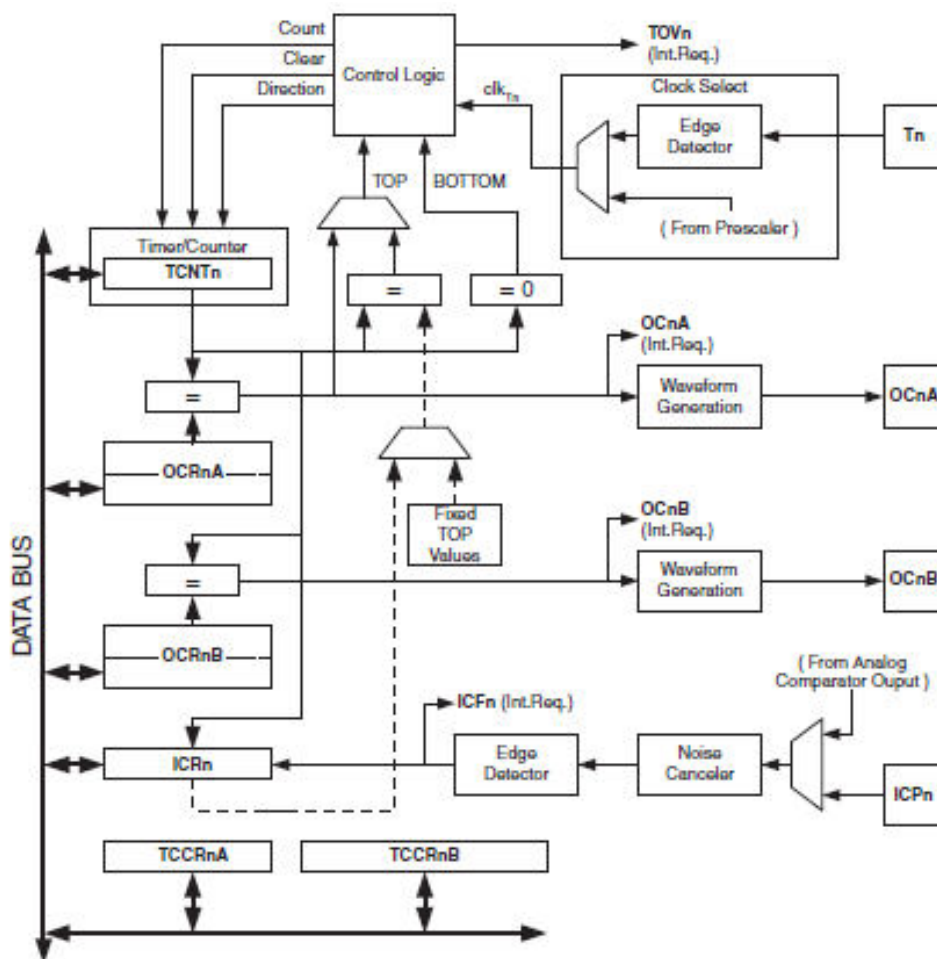 Count
Clear
Direction
Control Logic
TOVn
(Int.Req.)
clk Tn
Clock Select
Edge
Detector
Tn
( From Prescaler )
TOP
BOTTOM
Timer/Counter
TCNTn
=
= 0
OCnA
(Int.Req.)
=
Waveform
Generation
OCnA
OCRnA
Fixed
TOP
Values
OCnB
(Int.Req.)
=
Waveform
Generation
OCnB
OCRnB
DATA BUS
( From Analog
Comparator Ouput )
ICFn (Int.Req.)
ICRn
Edge
Detector
Noise
Canceler
ICPn
TCCRnA
TCCRnB